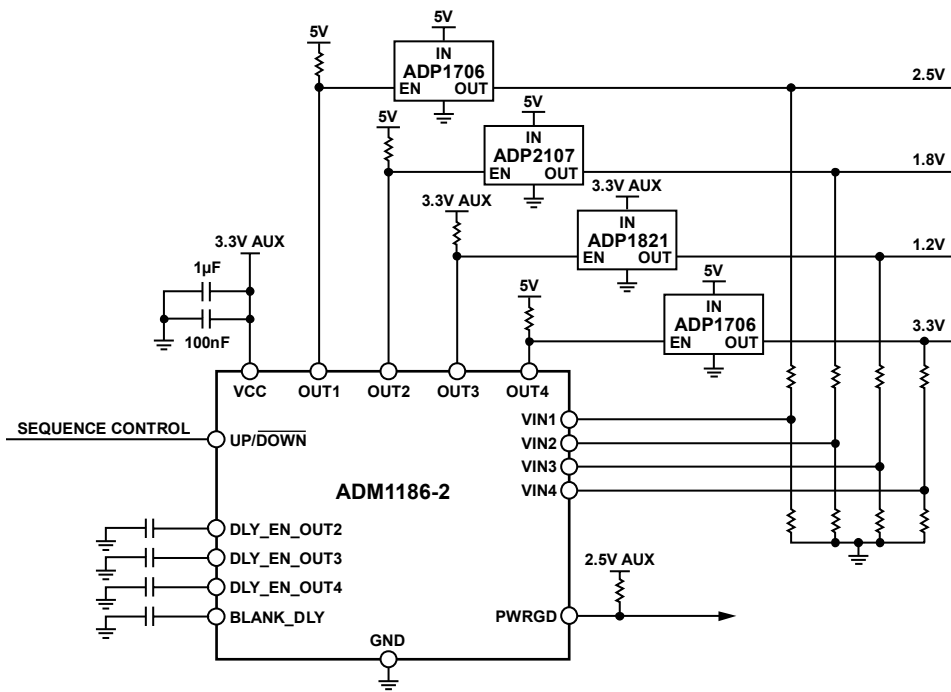 5V
5V
IN
ADP1706
EN OUT
2.5V
5V
5V
IN
ADP2107
EN OUT
1.8V
3.3V AUX
3.3V AUX
IN
ADP1821
EN OUT
1.2V
3.3V AUX
1µF
100nF
5V
5V
IN
ADP1706
EN OUT
3.3V
VCC
OUT1
OUT2
OUT3
OUT4
VIN1
VIN2
VIN3
VIN4
SEQUENCE CONTROL
UP/DOWN
ADM1186-2
DLY_EN_OUT2
DLY_EN_OUT3
DLY_EN_OUT4
BLANK_DLY
2.5V AUX
PWRGD
GND